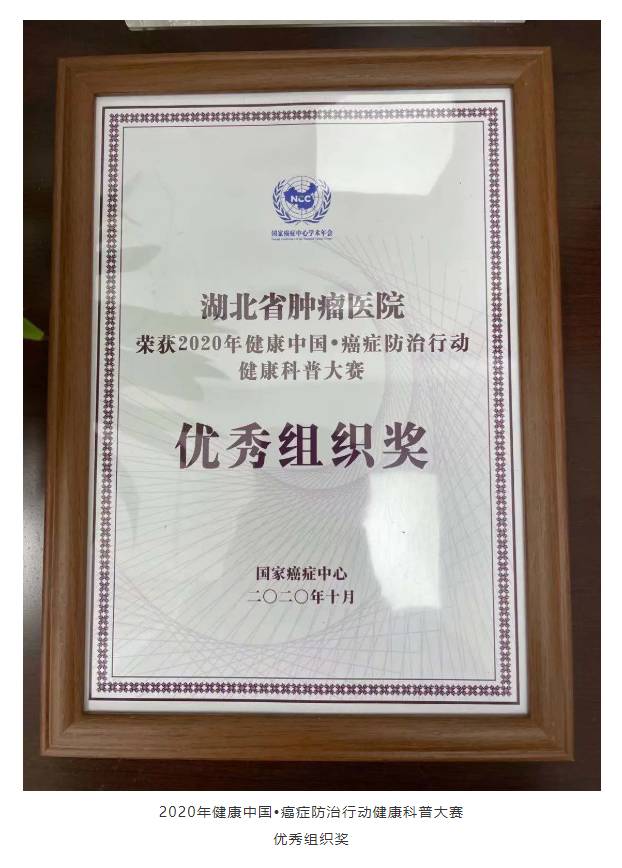 NCC
国家癌症中心学术年会
湖北省肿瘤医院
荣获2020年健康中国•癌症防治行动
健康科普大赛
优秀组织奖
国家癌症中心
二〇二〇年十月
2020年健康中国•癌症防治行动健康科普大赛
优秀组织奖